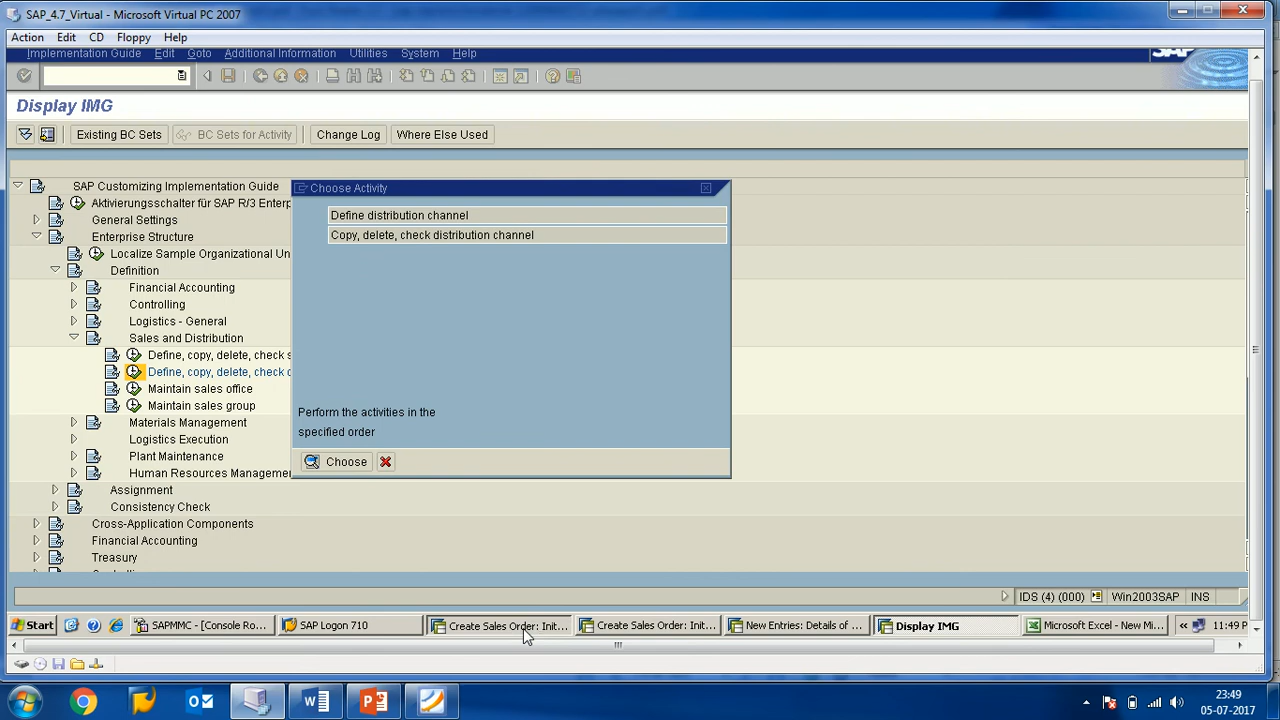 SAP_4.7_Virtual - Microsoft Virtual PC 2007
Action Edit CD Floppy Help
Implementation Guide Edit Goto Additional Information Utilities System Help
SAP
Display IMG
Existing BC Sets BC Sets for Activity Change Log Where Else Used
SAP Customizing Implementation Guide
Aktivierungsschalter für SAP R/3 Enterp
General Settings
Enterprise Structure
Localize Sample Organizational Un
Definition
Financial Accounting
Controlling
Logistics - General
Sales and Distribution
Define, copy, delete, check s
Define, copy, delete, check
Maintain sales office
Maintain sales group
Materials Management
Logistics Execution
Plant Maintenance
Human Resources Managemen
Assignment
Consistency Check
Cross-Application Components
Financial Accounting
Treasury
Choose Activity
Define distribution channel
Copy, delete, check distribution channel
Perform the activities in the
specified order
Choose
IDS (4) (000) Win2003SAP INS
Start SAPMMC - [Console Ro... SAP Logon 710 Create Sales Order: Init... Create Sales Order: Init... New Entries: Details of ... Display IMG Microsoft Excel - New Mi... 11:49 P
23:49
05-07-2017